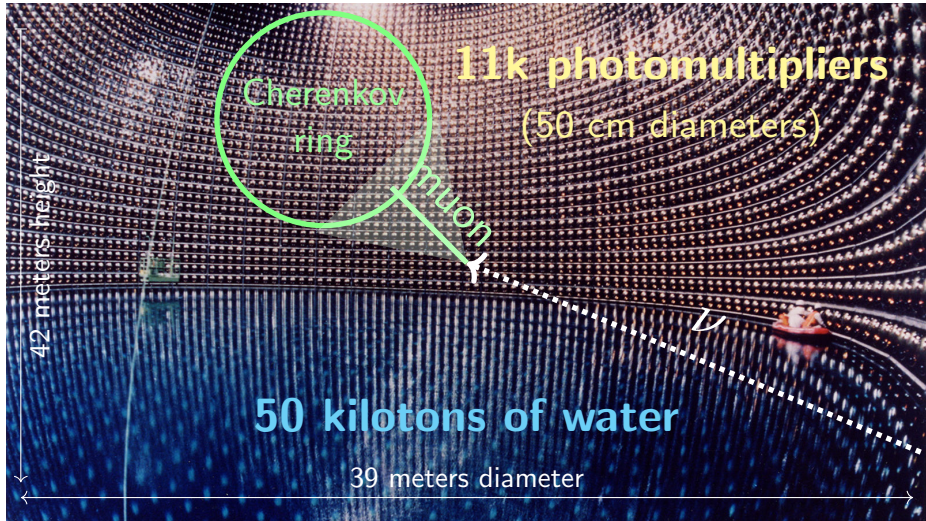 11k photomultipliers
(50 cm diameters)
Cherenkov
ring
muon
42 meters height
ν
50 kilotons of water
39 meters diameter